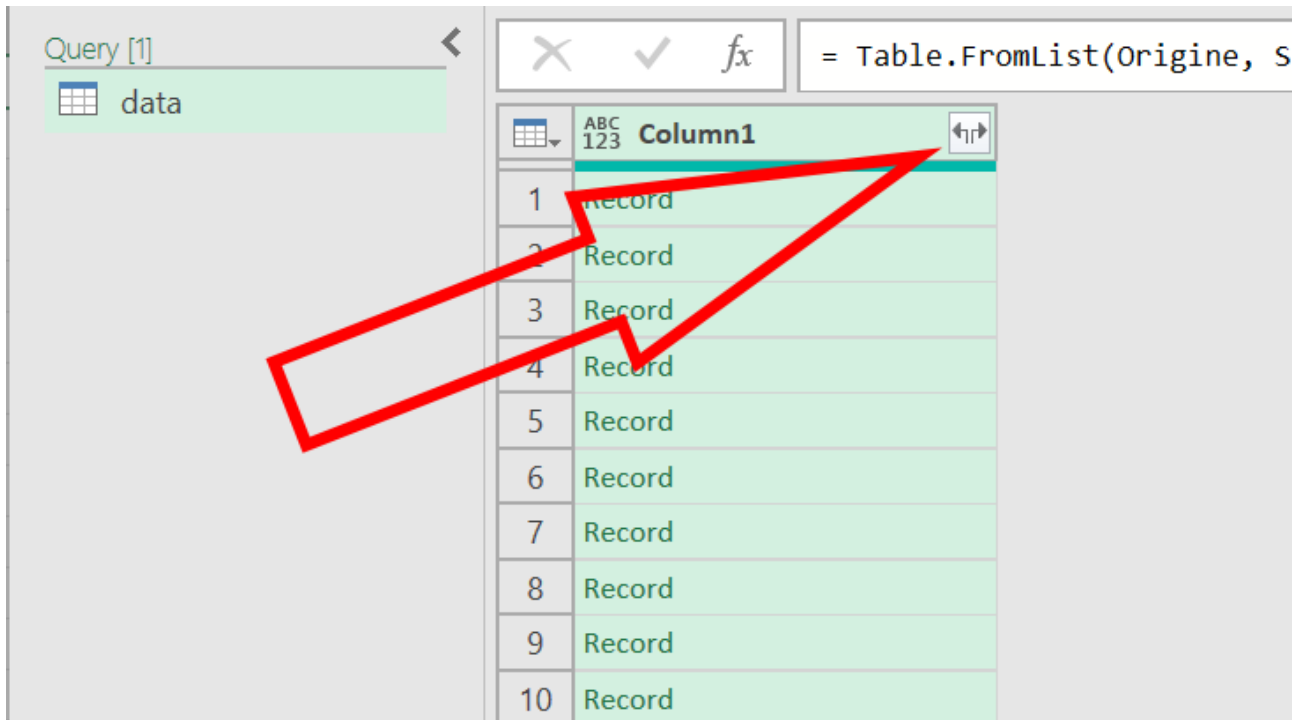 Query [1]
data
fx
= Table.FromList(Origine, S
ABC
123
Column1
1 Record
2 Record
3 Record
4 Record
5 Record
6 Record
7 Record
8 Record
9 Record
10 Record